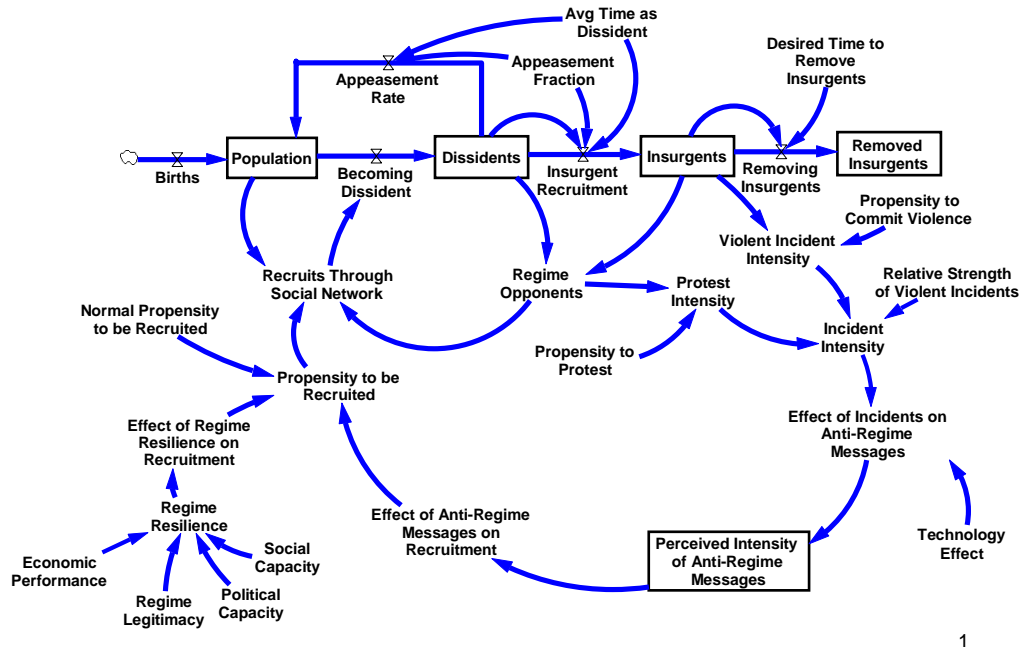 Avg Time as
Dissident
Desired Time to
Remove
Insurgents
Appeasement
Fraction
Appeasement
Rate
Births
Population
Becoming
Dissident
Dissidents
Insurgent
Recruitment
Insurgents
Removing
Insurgents
Removed
Insurgents
Propensity to
Commit Violence
Violent Incident
Intensity
Recruits Through
Social Network
Regime
Opponents
Protest
Intensity
Relative Strength
of Violent Incidents
Normal Propensity
to be Recruited
Incident
Intensity
Propensity to
Protest
Propensity to be
Recruited
Effect of Regime
Resilience on
Recruitment
Effect of Incidents on
Anti-Regime
Messages
Regime
Resilience
Effect of Anti-Regime
Messages on
Recruitment
Economic
Performance
Social
Capacity
Regime
Legitimacy
Political
Capacity
Perceived Intensity
of Anti-Regime
Messages
Technology
Effect
1